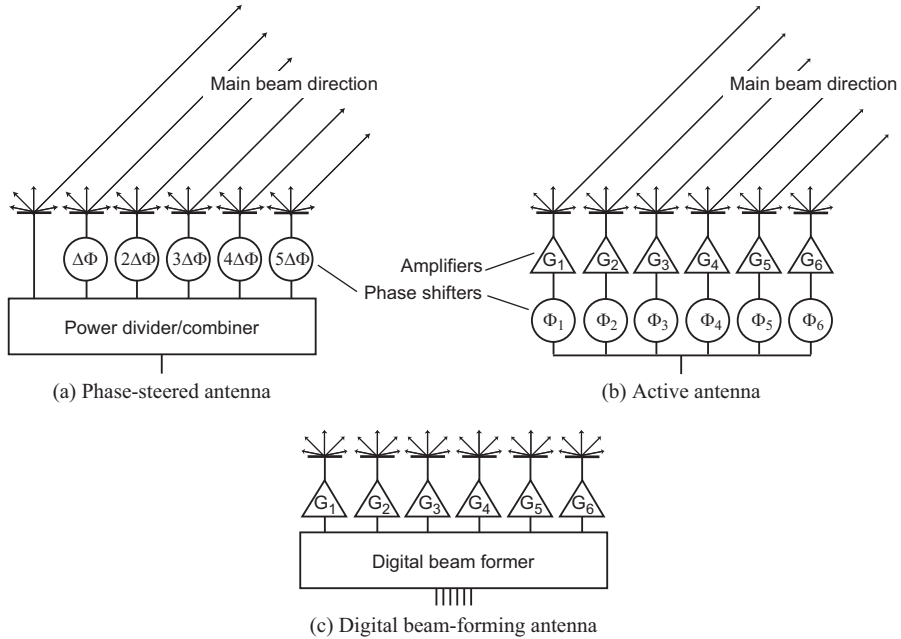 Main beam direction
Main beam direction
ΔΦ 2ΔΦ 3ΔΦ 4ΔΦ 5ΔΦ
Amplifiers
G1 G2 G3 G4 G5 G6
Phase shifters
Φ1 Φ2 Φ3 Φ4 Φ5 Φ6
Power divider/combiner
(a) Phase-steered antenna
(b) Active antenna
G1 G2 G3 G4 G5 G6
Digital beam former
(c) Digital beam-forming antenna